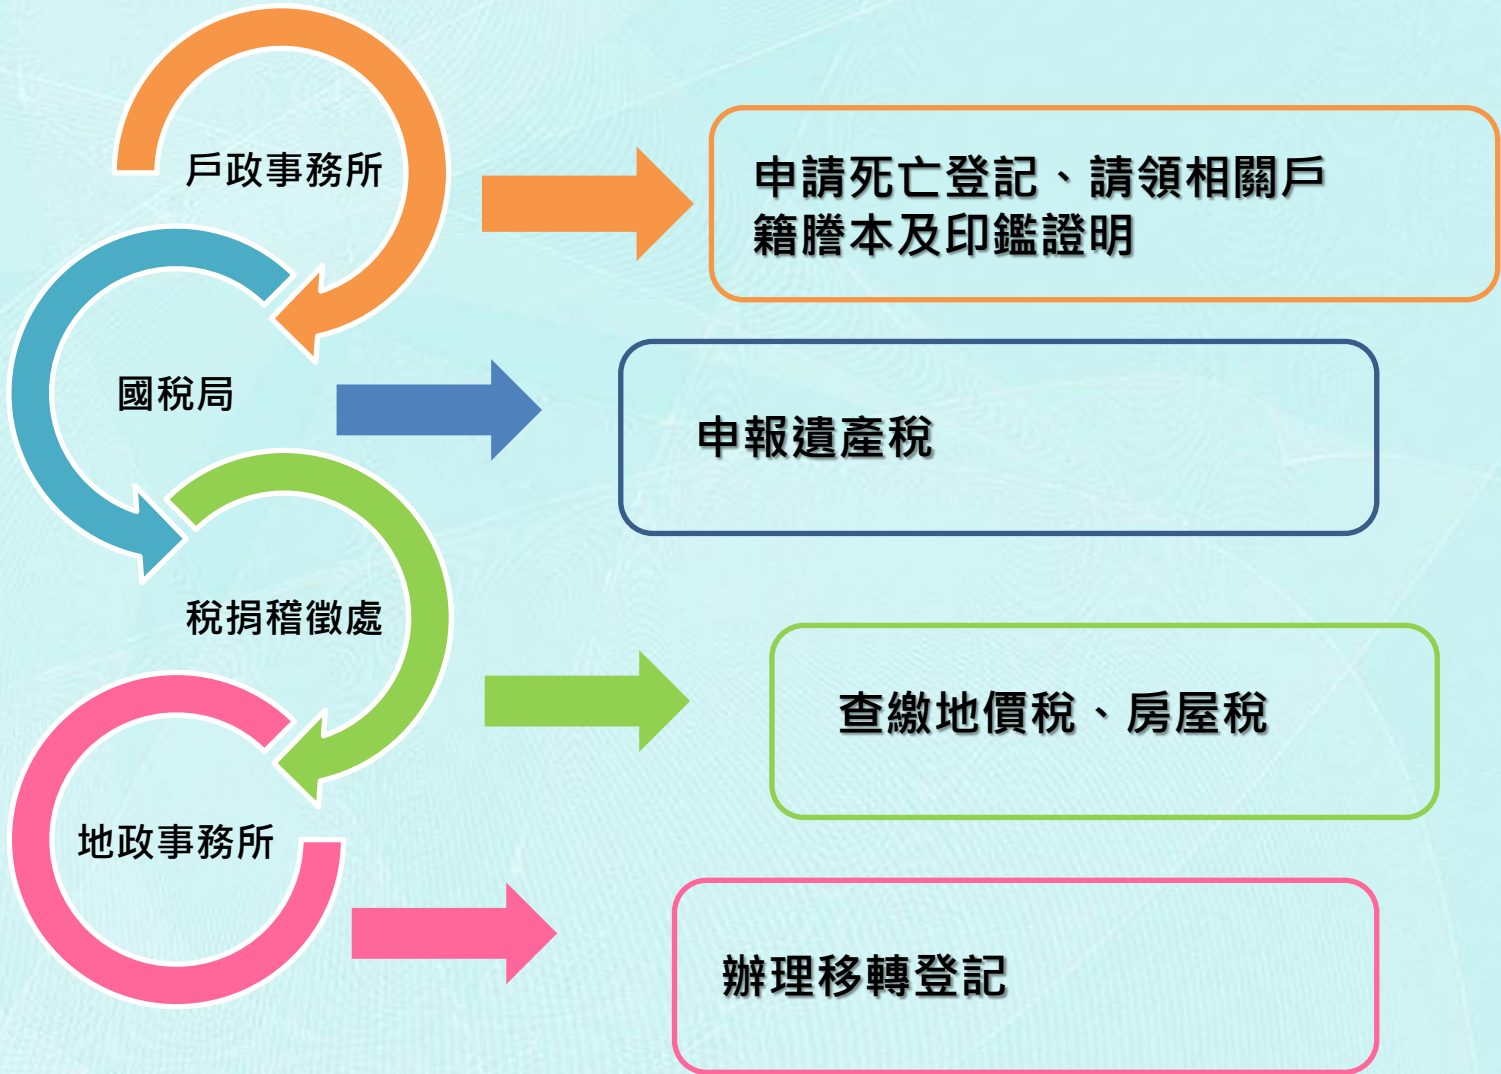 戶政事務所
申請死亡登記、請領相關戶
籍謄本及印鑑證明
國稅局
申報遺產稅
稅捐稽徵處
查繳地價稅、房屋稅
地政事務所
辦理移轉登記